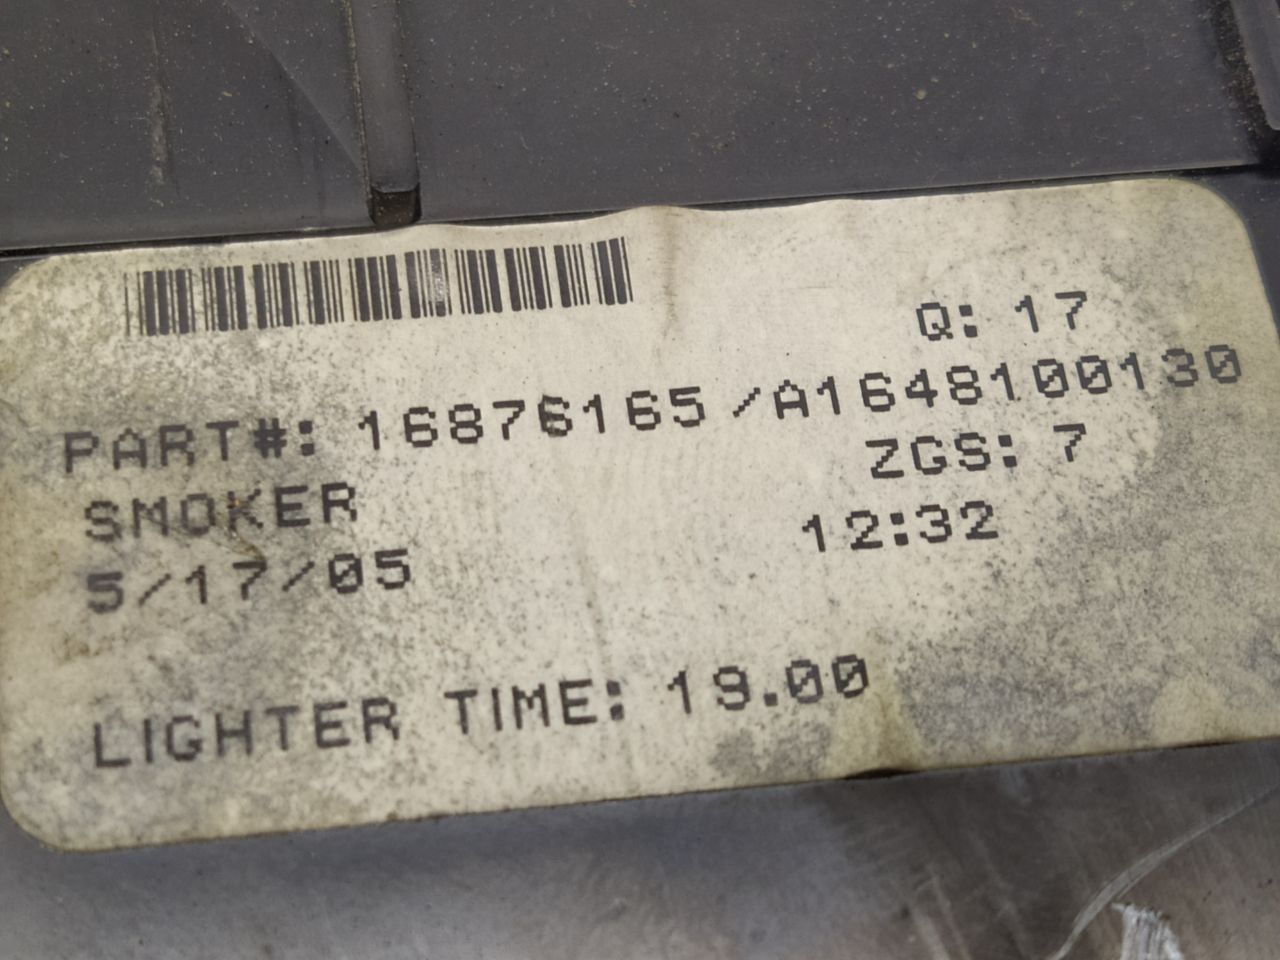 Q: 17
PART#: 16876165/A1648100130
SMOKER ZGS: 7
5/17/05 12:32
LIGHTER TIME: 19.00